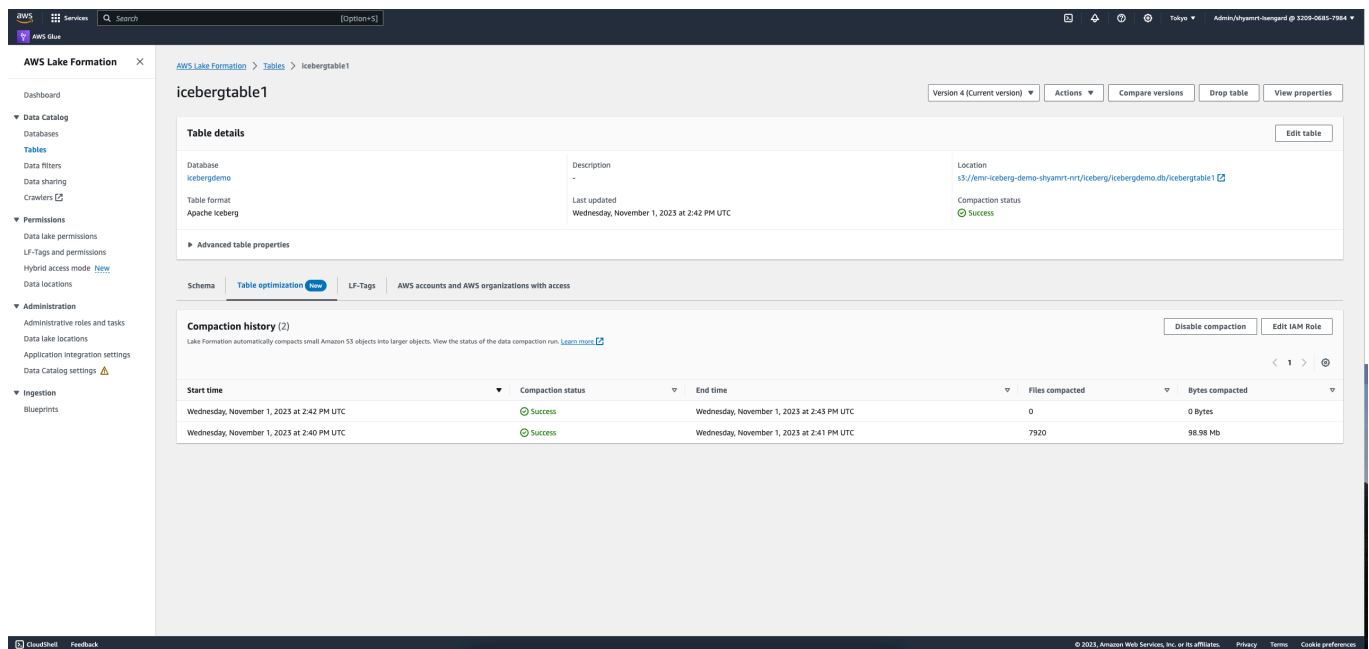 aws
Services
Search
[Option+S]
Tokyo
Admin/shyamrt-Isengard @ 3209-0685-7984
AWS Glue
AWS Lake Formation
Dashboard
Data Catalog
Databases
Tables
Data filters
Data sharing
Crawlers
Permissions
Data lake permissions
LF-Tags and permissions
Hybrid access mode New
Data locations
Administration
Administrative roles and tasks
Data lake locations
Application integration settings
Data Catalog settings
Ingestion
Blueprints
AWS Lake Formation > Tables > icebergtable1
icebergtable1
Version 4 (Current version)
Actions
Compare versions
Drop table
View properties
Table details
Edit table
Database
icebergdemo
Description
-
Location
s3://emr-iceberg-demo-shyamrt-nrt/iceberg/icebergdemo.db/icebergtable1
Table format
Apache Iceberg
Last updated
Wednesday, November 1, 2023 at 2:42 PM UTC
Compaction status
Success
Advanced table properties
Schema
Table optimization New
LF-Tags
AWS accounts and AWS organizations with access
Compaction history (2)
Disable compaction
Edit IAM Role
Lake Formation automatically compacts small Amazon S3 objects into larger objects. View the status of the data compaction run. Learn more
< 1 >
Start time Compaction status End time Files compacted Bytes compacted
Wednesday, November 1, 2023 at 2:42 PM UTC Success Wednesday, November 1, 2023 at 2:43 PM UTC 0 0 Bytes
Wednesday, November 1, 2023 at 2:40 PM UTC Success Wednesday, November 1, 2023 at 2:41 PM UTC 7920 98.98 Mb
CloudShell
Feedback
© 2023, Amazon Web Services, Inc. or its affiliates.
Privacy
Terms
Cookie preferences